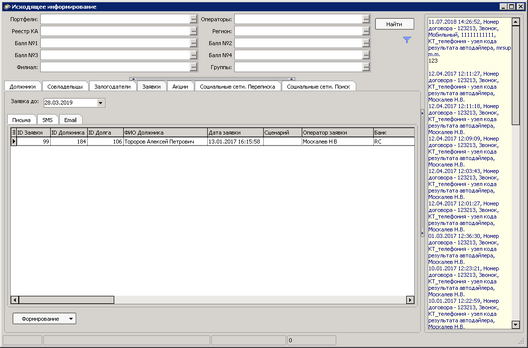 Исходящее информирование
Портфели:
Операторы:
Найти
Реестр КА
Регион:
Балл №1
Балл №2
Балл №3
Балл №4
Филиал:
Группы:
Должники
Совладельцы
Залогодатели
Заявки
Акции
Социальные сети. Переписка
Социальные сети. Поиск
Заявка до:
28.03.2019
Письма
SMS
Email
ID Заявки
ID Должника
ID Долга
ФИО Должника
Дата заявки
Сценарий
Оператор заявки
Банк
99
184
106
Тороров Алексей Петрович
13.01.2017 16:15:58
Москалев Н В
RC
Формирование
0
11.07.2018 14:26:52, Номер
договора - 123213, Звонок,
Мобильный, 11111111111,
КТ_телефония - узел кода
результата автодайлера, mrsup
m.m.
123
12.04.2017 12:11:27, Номер
договора - 123213, Звонок,
КТ_телефония - узел кода
результата автодайлера,
Москалев Н.В.
12.04.2017 12:11:18, Номер
договора - 123213, Звонок,
КТ_телефония - узел кода
результата автодайлера,
Москалев Н.В.
12.04.2017 12:09:09, Номер
договора - 123213, Звонок,
КТ_телефония - узел кода
результата автодайлера,
Москалев Н.В.
12.04.2017 12:03:43, Номер
договора - 123213, Звонок,
КТ_телефония - узел кода
результата автодайлера,
Москалев Н.В.
12.04.2017 12:01:27, Номер
договора - 123213, Звонок,
КТ_телефония - узел кода
результата автодайлера,
Москалев Н.В.
01.03.2017 12:36:30, Номер
договора - 123213, Звонок,
КТ_телефония - узел кода
результата автодайлера,
Москалев Н.В.
10.01.2017 12:23:21, Номер
договора - 123213, Звонок,
КТ_телефония - узел кода
результата автодайлера,
Москалев Н.В.
10.01.2017 12:22:59, Номер
договора - 123213, Звонок,
КТ_телефония - узел кода
результата автодайлера,
Москалев Н.В.